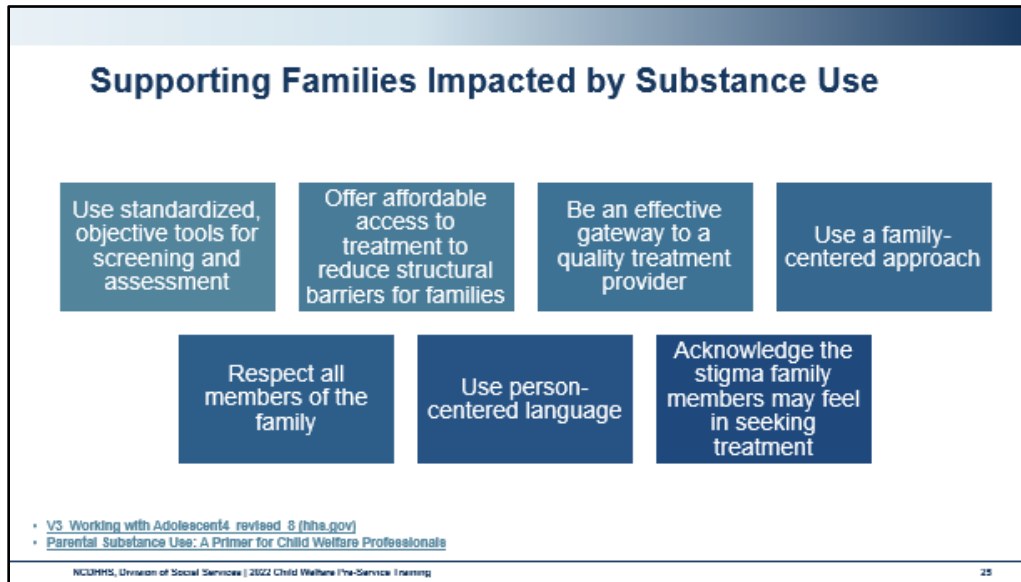 Supporting Families Impacted by Substance Use
Use standardized,
objective tools for
screening and
assessment
Offer affordable
access to
treatment to
reduce structural
barriers for families
Be an effective
gateway to a
quality treatment
provider
Use a family-
centered approach
Respect all
members of the
family
Use person-
centered language
Acknowledge the
stigma family
members may feel
in seeking
treatment
• V3_Working with Adolescent4_revised_8 (hhs.gov)
• Parental Substance Use: A Primer for Child Welfare Professionals
NCDHHS, Division of Social Services | 2022 Child Welfare Pre-Service Training
25